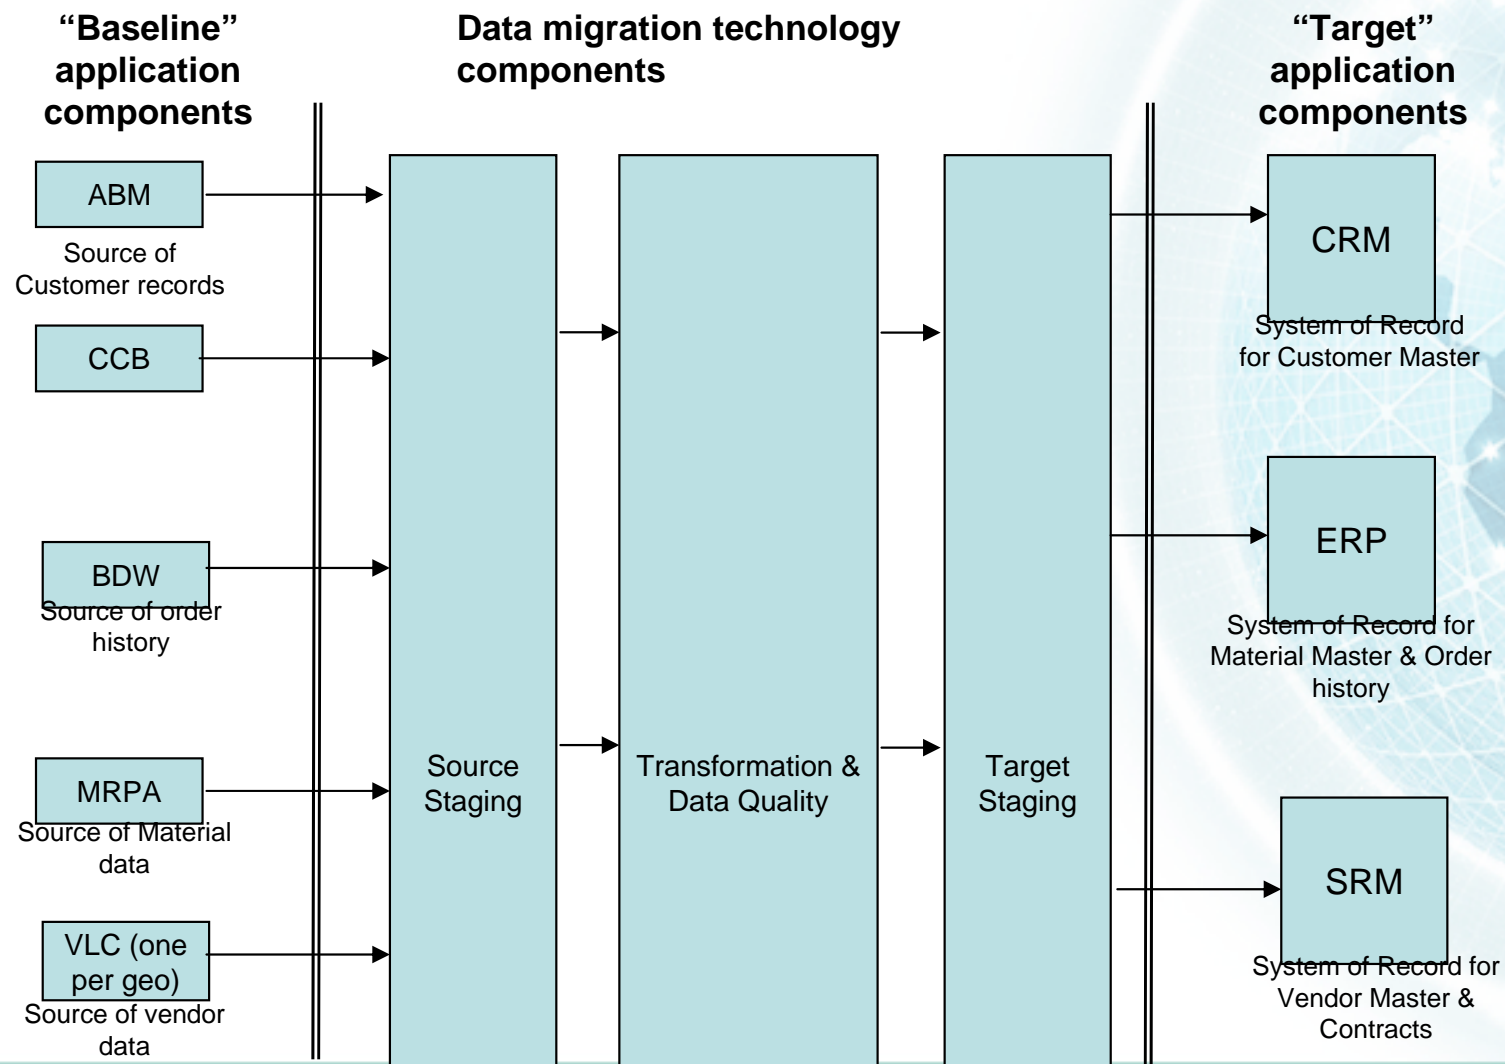 “Baseline”
application
components
Data migration technology
components
“Target”
application
components
ABM
Source of
Customer records
CCB
BDW
Source of order
history
MRPA
Source of Material
data
VLC (one
per geo)
Source of vendor
data
Source
Staging
Transformation &
Data Quality
Target
Staging
CRM
System of Record
for Customer Master
ERP
System of Record for
Material Master & Order
history
SRM
System of Record for
Vendor Master &
Contracts